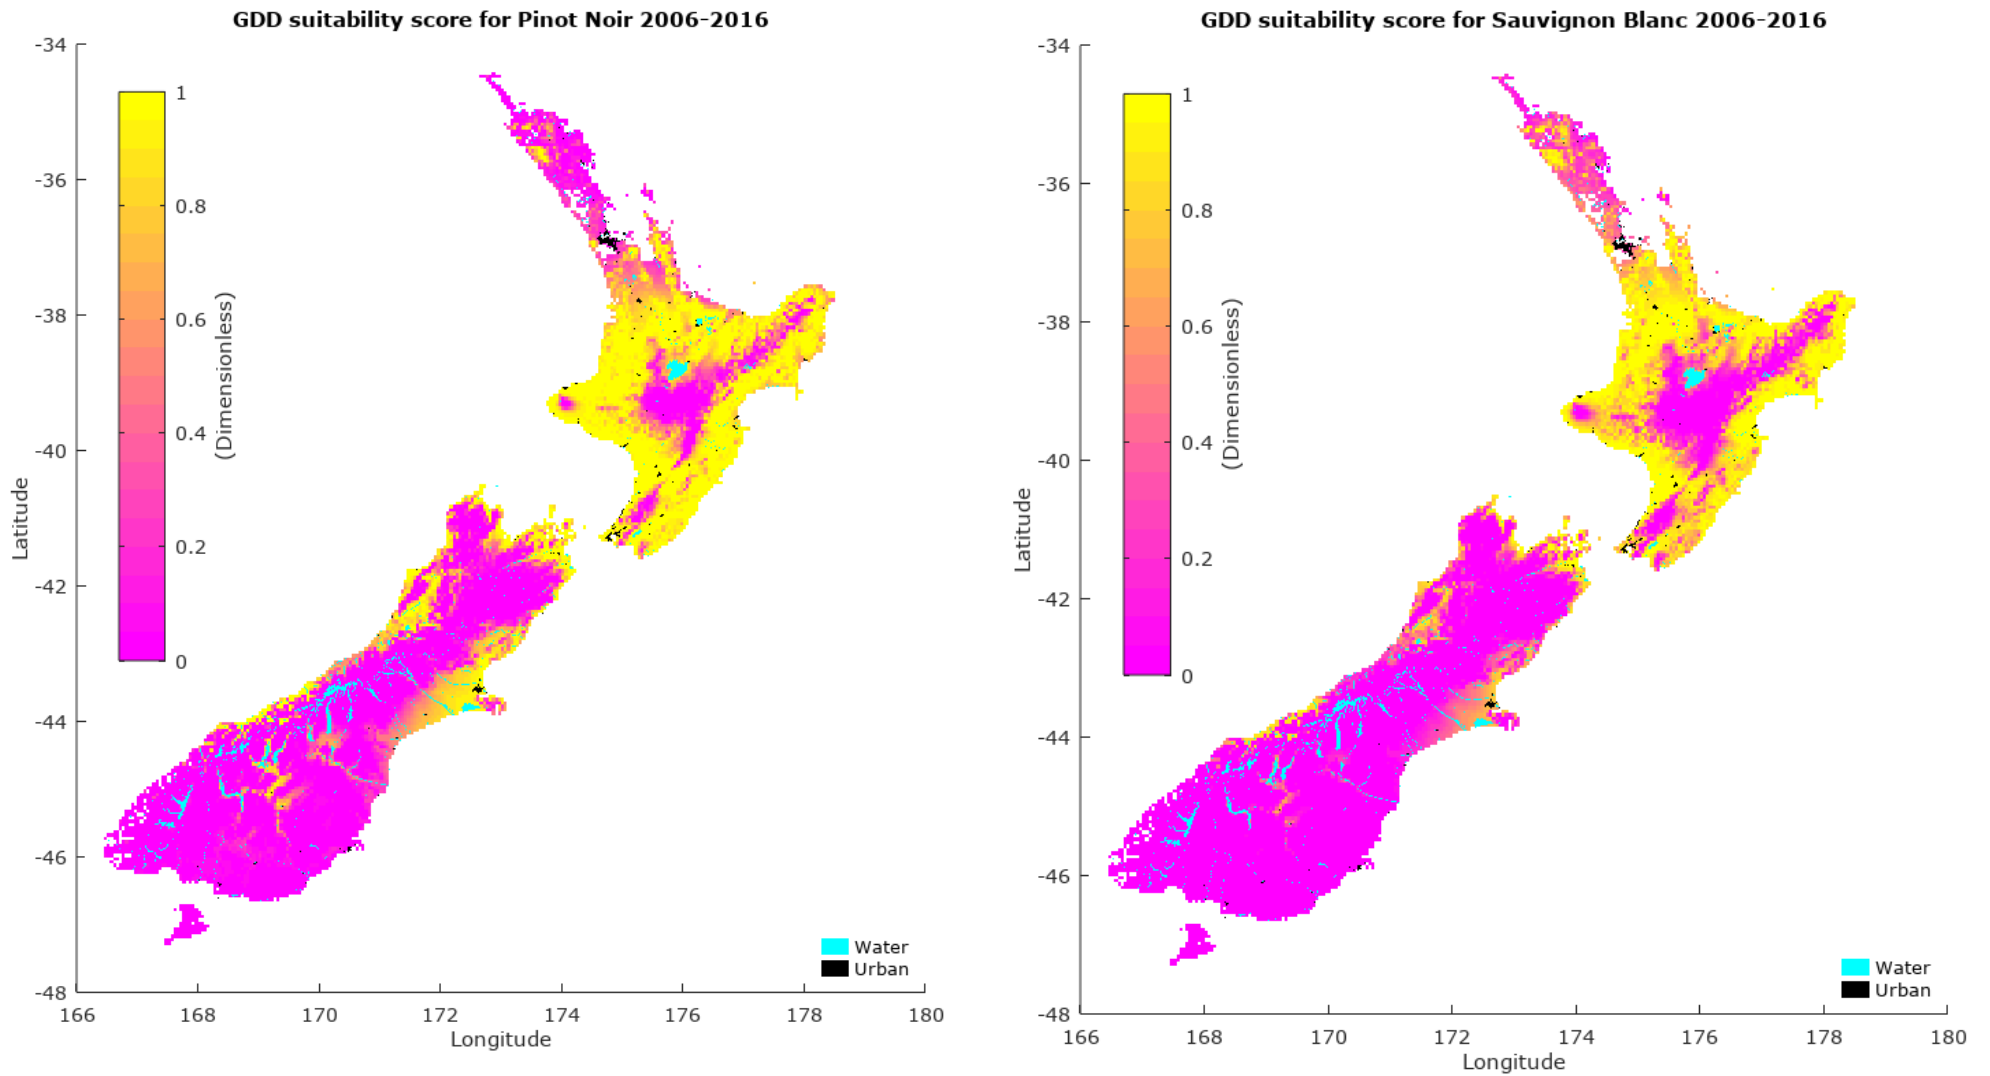 GDD suitability score for Pinot Noir 2006-2016
-34
-36
-38
-40
-42
-44
-46
-48
Latitude
1
0.8
0.6
0.4
0.2
0
(Dimensionless)
Water
Urban
166 168 170 172 174 176 178 180
Longitude
GDD suitability score for Sauvignon Blanc 2006-2016
-34
-36
-38
-40
-42
-44
-46
-48
Latitude
1
0.8
0.6
0.4
0.2
0
(Dimensionless)
Water
Urban
166 168 170 172 174 176 178 180
Longitude